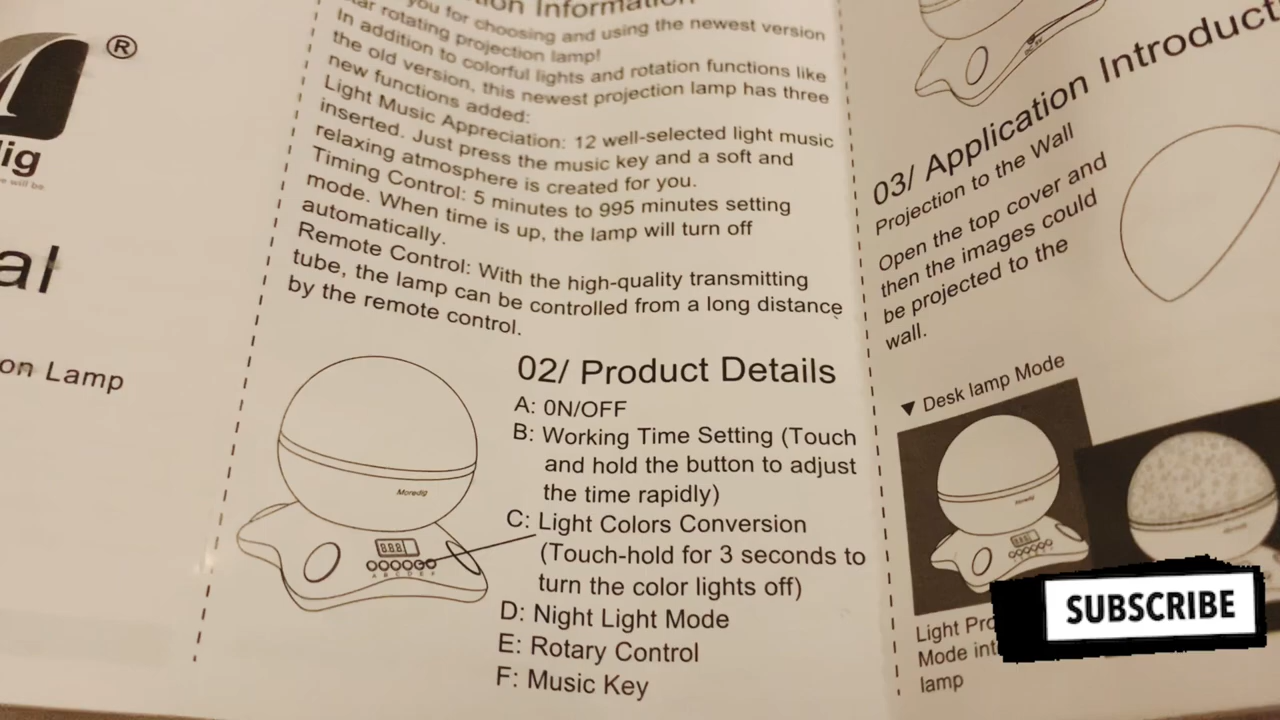 ®
ig
e will be.
al
on Lamp
on Information
you for choosing and using the newest version
tar rotating projection lamp!
In addition to colorful lights and rotation functions like
the old version, this newest projection lamp has three
new functions added:
Light Music Appreciation: 12 well-selected light music
inserted. Just press the music key and a soft and
relaxing atmosphere is created for you.
Timing Control: 5 minutes to 995 minutes setting
mode. When time is up, the lamp will turn off
automatically.
Remote Control: With the high-quality transmitting
tube, the lamp can be controlled from a long distance
by the remote control.
02/ Product Details
A: 0N/OFF
B: Working Time Setting (Touch
and hold the button to adjust
the time rapidly)
C: Light Colors Conversion
(Touch-hold for 3 seconds to
turn the color lights off)
D: Night Light Mode
E: Rotary Control
F: Music Key
Moredig
888
A B C D E F
03/ Application Introduct
Projection to the Wall
Open the top cover and
then the images could
be projected to the
wall.
▼ Desk lamp Mode
Moredig
Light Pro
Mode int
lamp
SUBSCRIBE